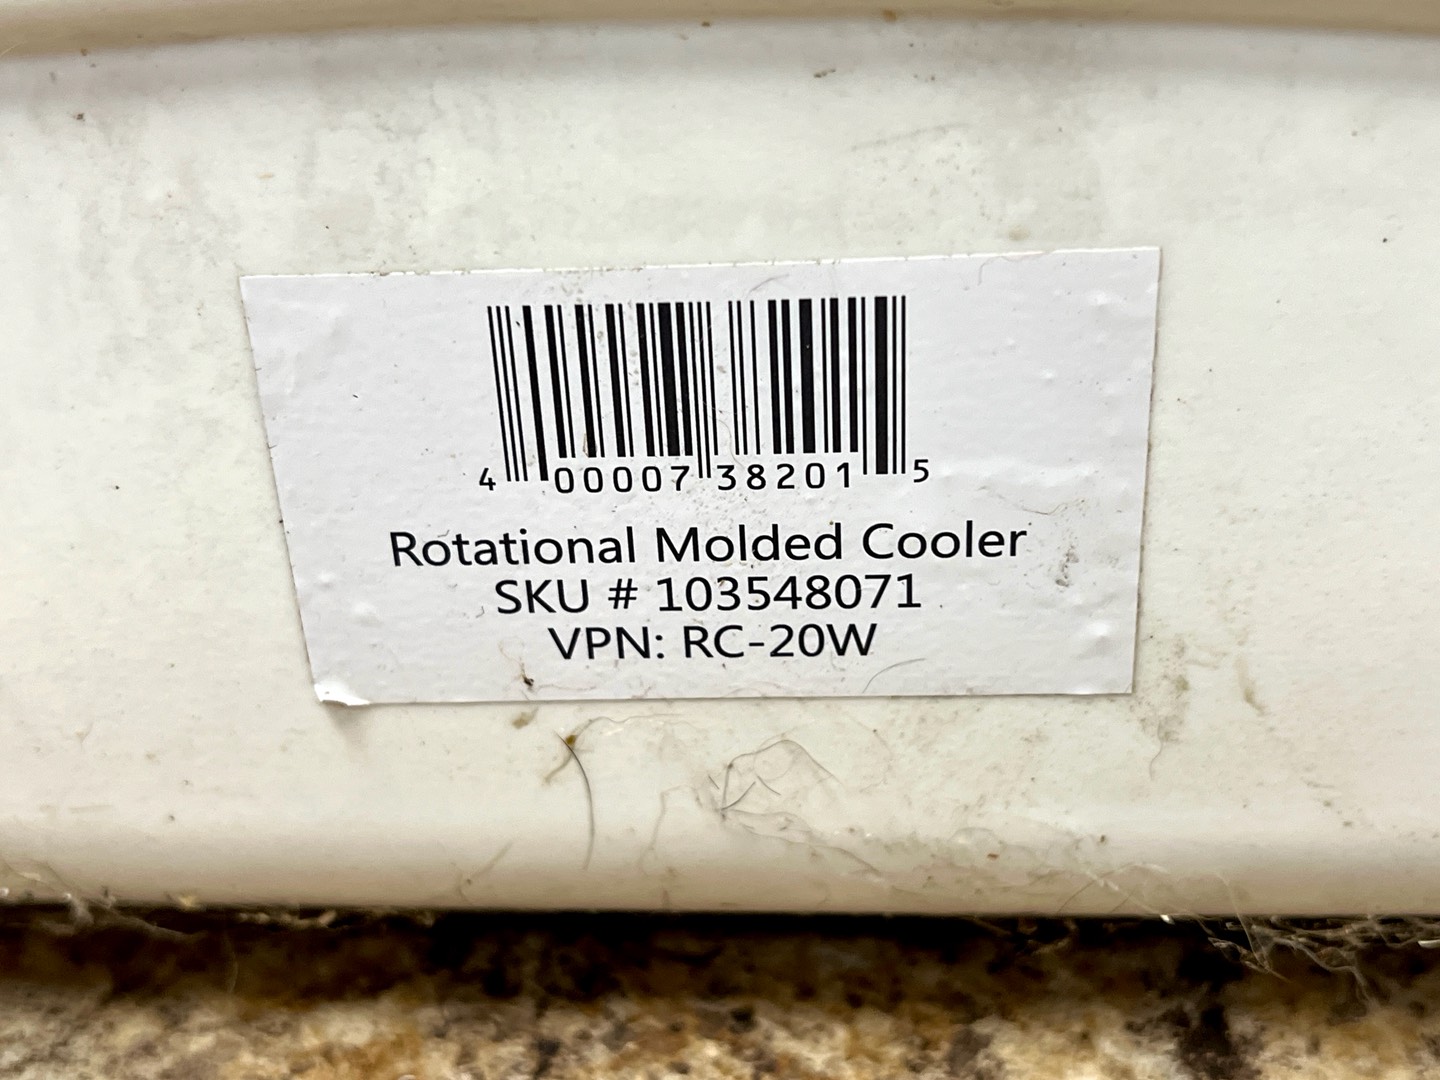 4 00007 38201 5
Rotational Molded Cooler
SKU # 103548071
VPN: RC-20W